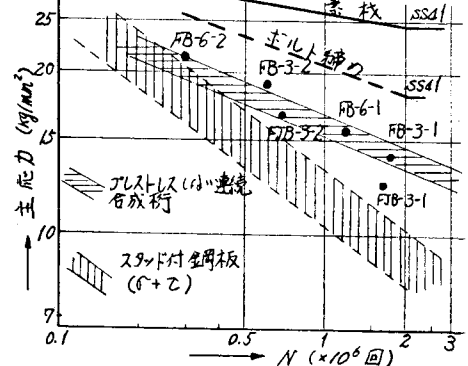 素板
SS41
ボルト締め
SS41
25
20
15
10
7
主応力 (kg/mm²)
FB-6-2
FB-3-2
FJB-3-2
FB-6-1
FB-3-1
FJB-3-1
プレストレスしない連続
合成桁
スタッド付鋼板
(σ+τ)
0.1
0.5
1
2
3
N (×10⁶回)